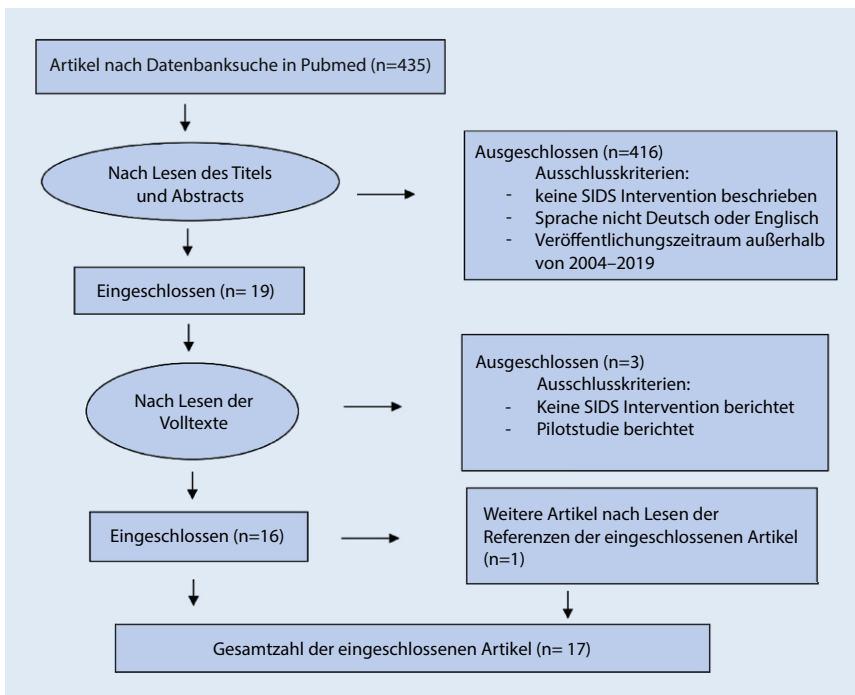 Artikel nach Datenbanksuche in Pubmed (n=435)
Nach Lesen des Titels
und Abstracts
Ausgeschlossen (n=416)
Ausschlusskriterien:
- keine SIDS Intervention beschrieben
- Sprache nicht Deutsch oder Englisch
- Veröffentlichungszeitraum außerhalb
von 2004–2019
Eingeschlossen (n= 19)
Nach Lesen der
Volltexte
Ausgeschlossen (n=3)
Ausschlusskriterien:
- Keine SIDS Intervention berichtet
- Pilotstudie berichtet
Eingeschlossen (n=16)
Weitere Artikel nach Lesen der
Referenzen der eingeschlossenen Artikel
(n=1)
Gesamtzahl der eingeschlossenen Artikel (n= 17)